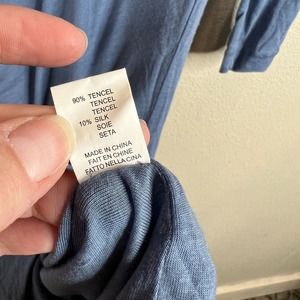 90% TENCEL
TENCEL
TENCEL
10% SILK
SOIE
SETA
MADE IN CHINA
FAIT EN CHINE
FATTO NELLA CINA